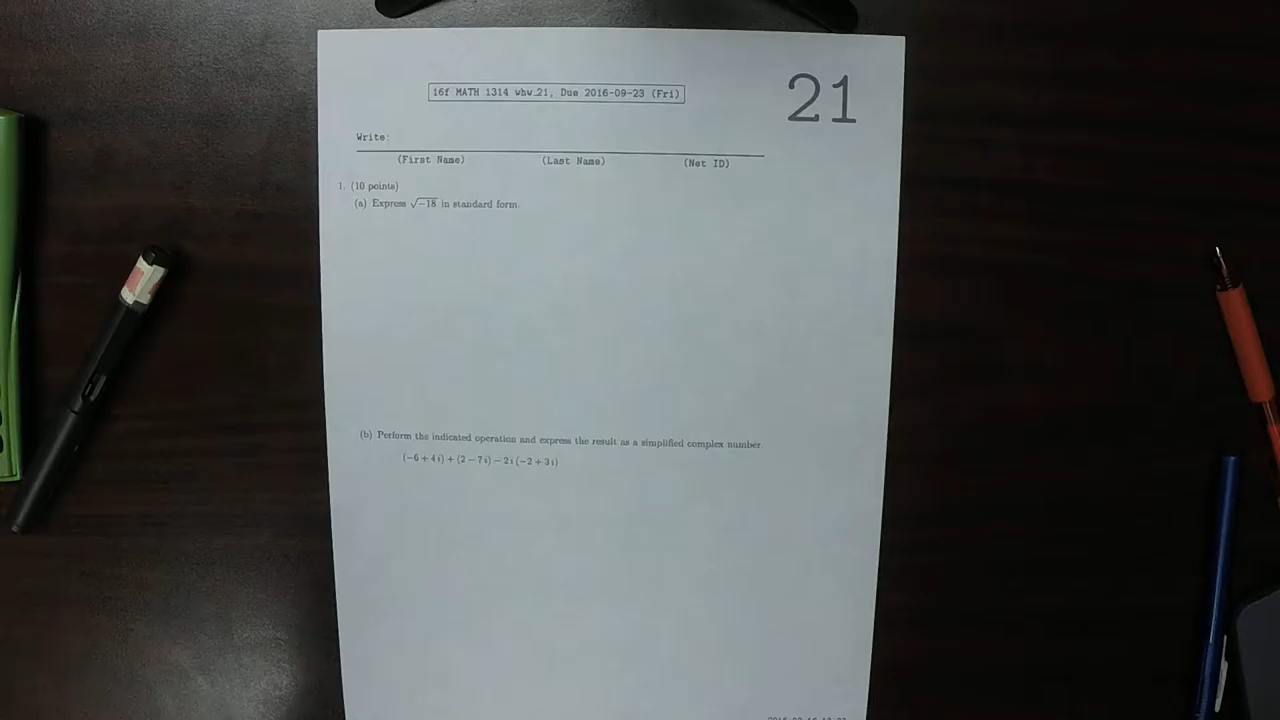 16f MATH 1314 whw_21, Due 2016-09-23 (Fri)
21
Write:
(First Name) (Last Name) (Net ID)
1. (10 points)
(a) Express √−18 in standard form.
(b) Perform the indicated operation and express the result as a simplified complex number.
(−6 + 4i) + (2 − 7i) − 2i (−2 + 3i)